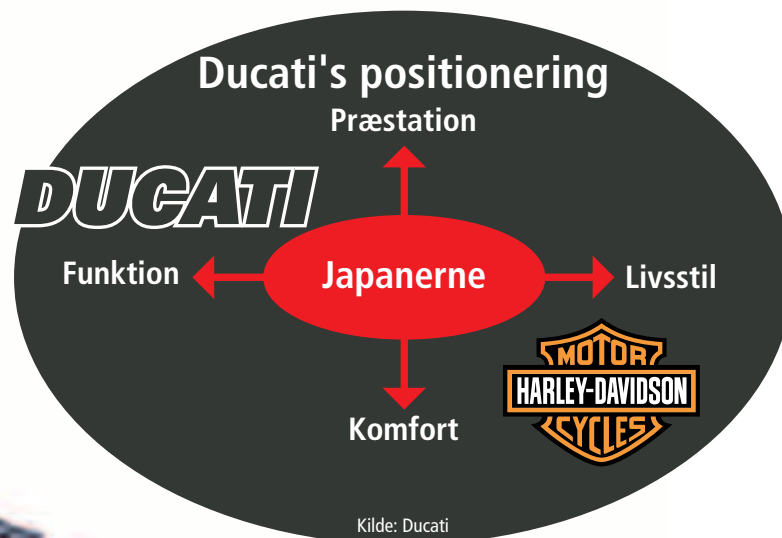 Ducati's positionering
Præstation
DUCATI
Funktion
Japanerne
Livsstil
MOTOR
HARLEY-DAVIDSON
CYCLES
Komfort
Kilde: Ducati